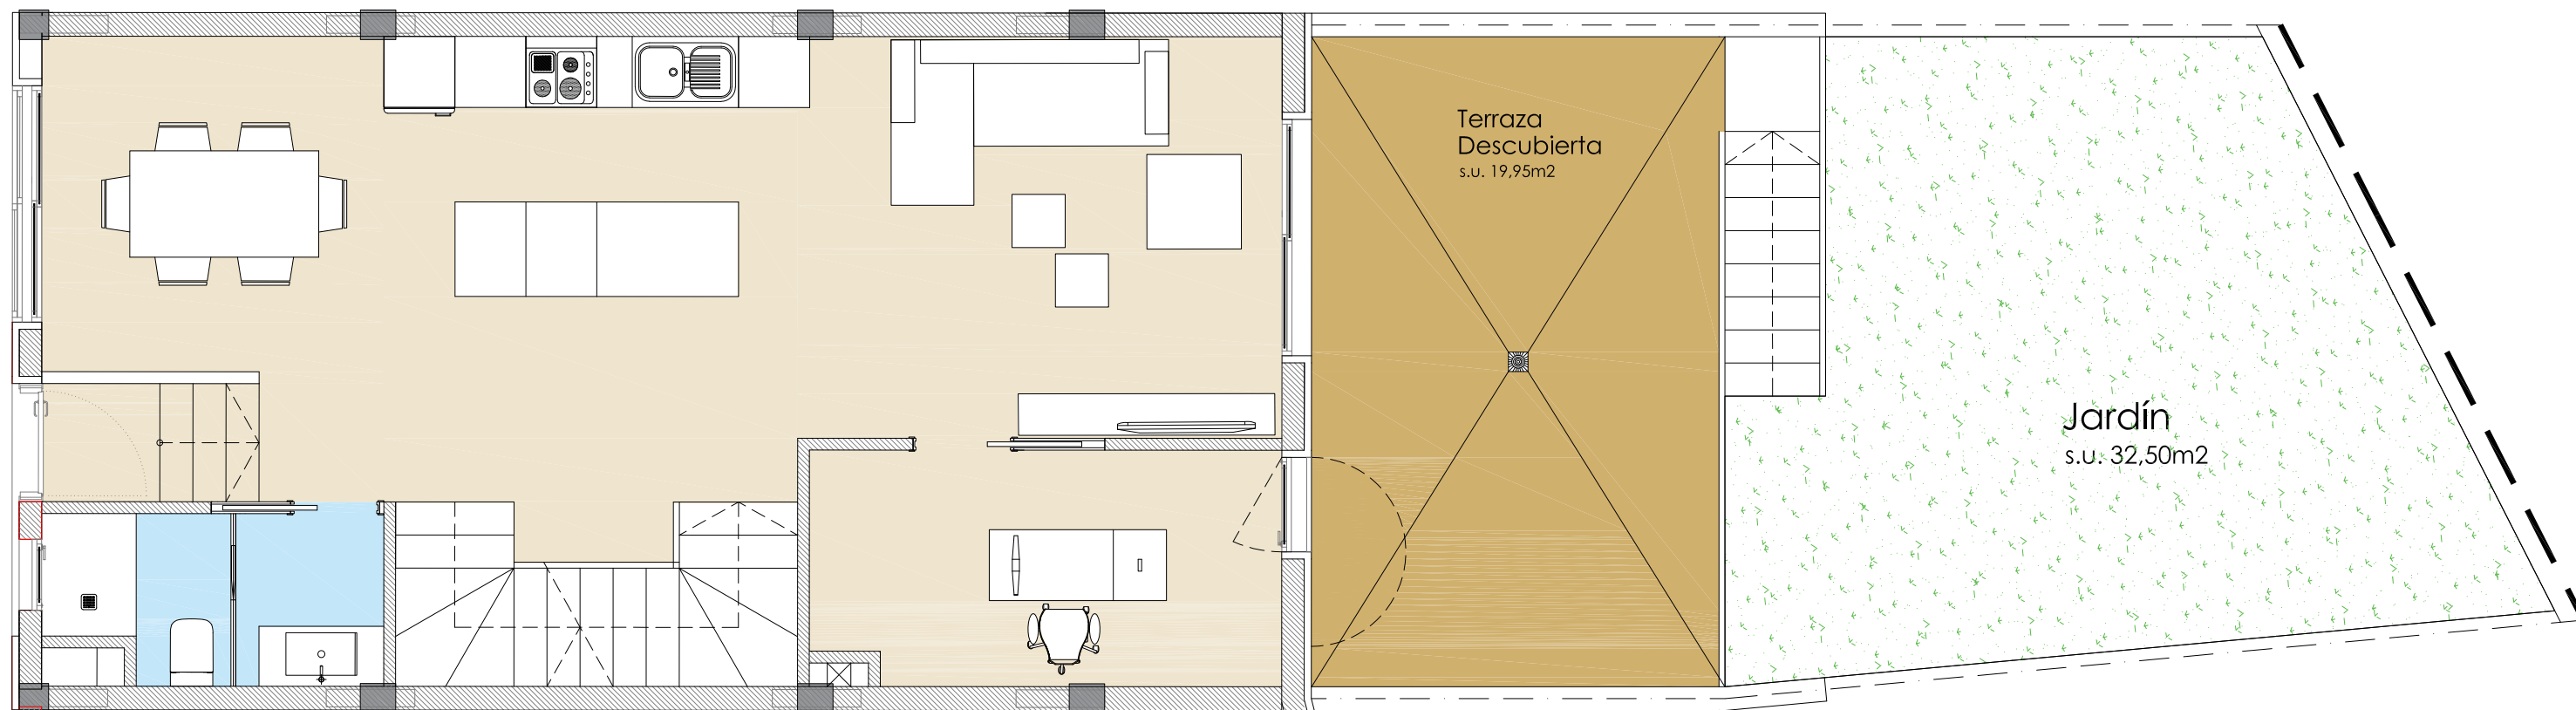 Terraza
Descubierta
s.u. 19,95m2
Jardín
s.u. 32,50m2